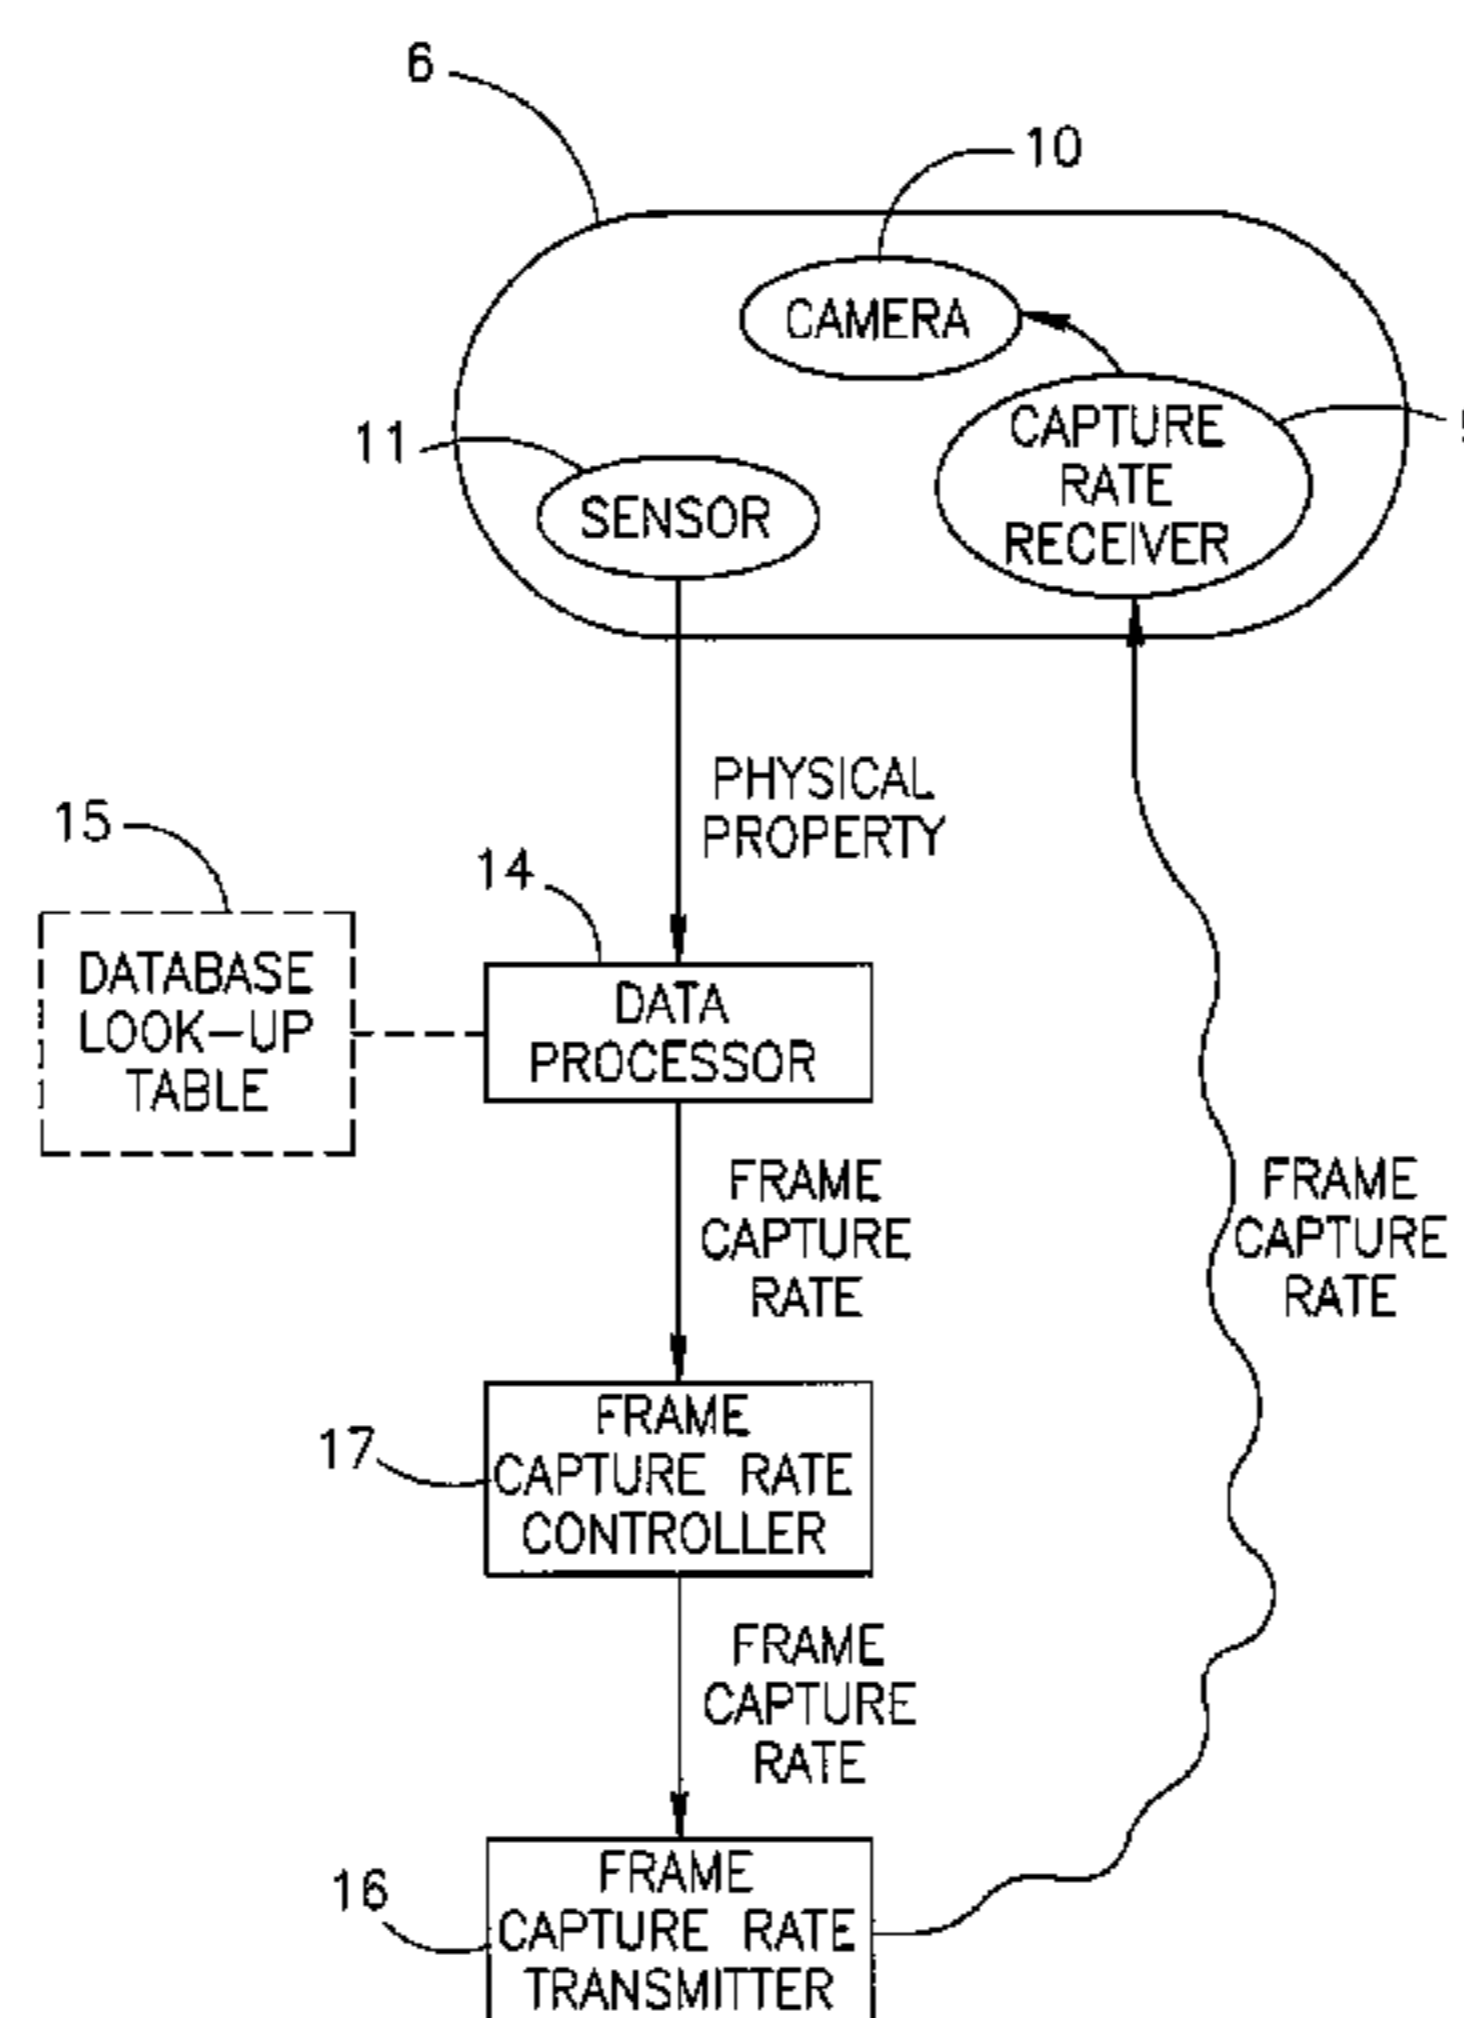 6
10
CAMERA
CAPTURE
RATE
RECEIVER
11
SENSOR
PHYSICAL
PROPERTY
15
14
DATABASE
LOOK-UP
TABLE
DATA
PROCESSOR
FRAME
CAPTURE
RATE
FRAME
CAPTURE
RATE
17
FRAME
CAPTURE RATE
CONTROLLER
FRAME
CAPTURE
RATE
16
FRAME
CAPTURE RATE
TRANSMITTER